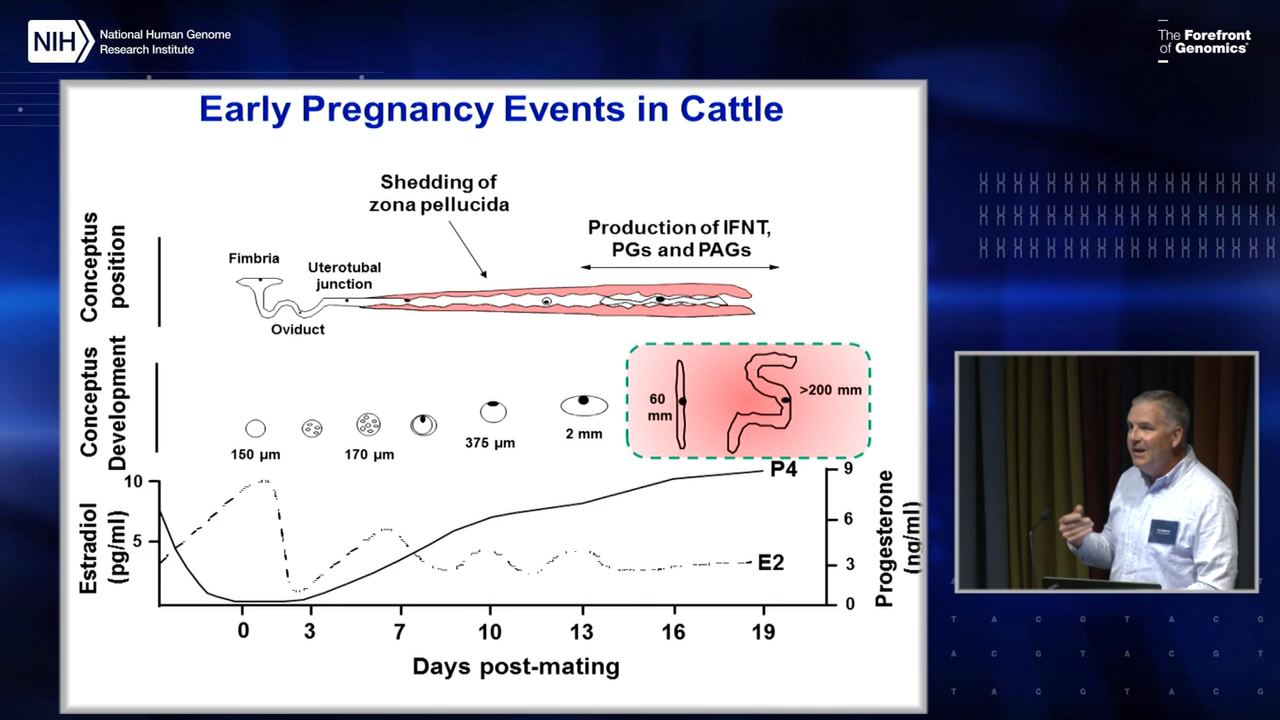 NIH
National Human Genome
Research Institute
The Forefront
of Genomics®
Early Pregnancy Events in Cattle
Shedding of
zona pellucida
Production of IFNT,
PGs and PAGs
Conceptus
position
Fimbria
Uterotubal
junction
Oviduct
Conceptus
Development
150 µm
170 µm
375 µm
2 mm
60
mm
>200 mm
Estradiol
(pg/ml)
10
5
P4
E2
9
6
3
0
Progesterone
(ng/ml)
0 3 7 10 13 16 19
Days post-mating
T A C G T A C G
A C G T A C G T
T A C G T A C G